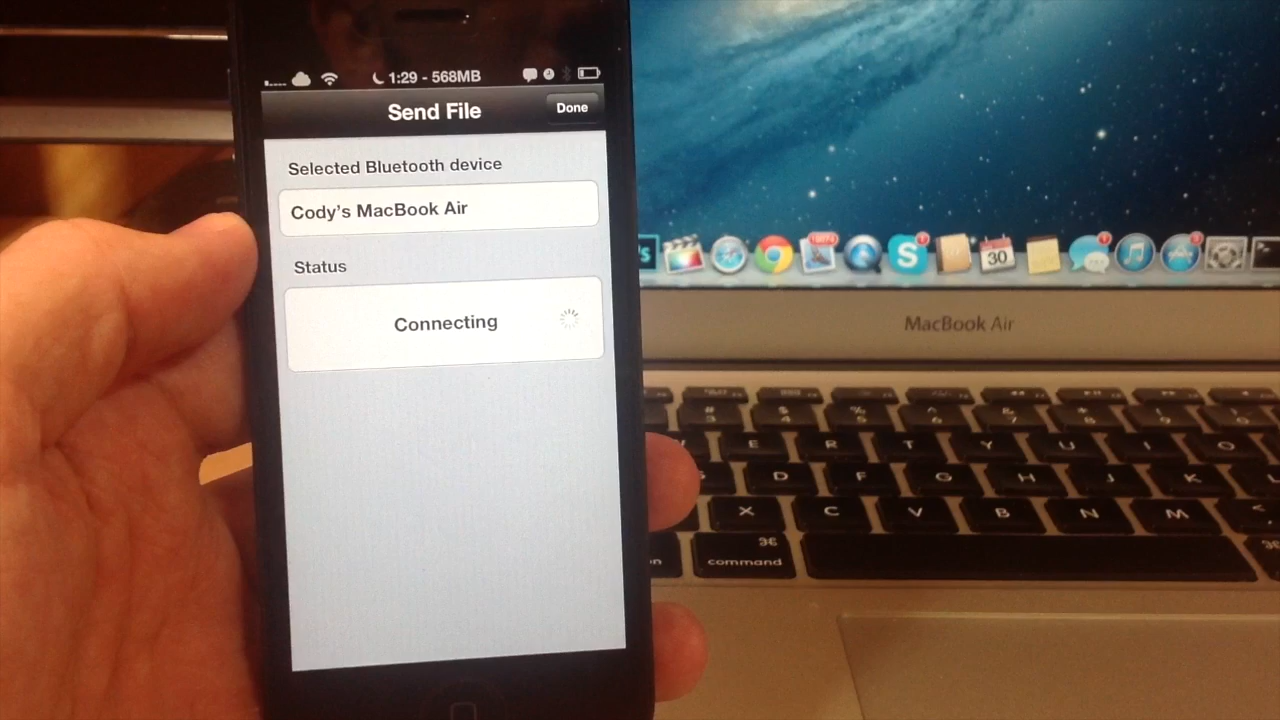 1:29 - 568MB
Send File
Done
Selected Bluetooth device
Cody's MacBook Air
Status
Connecting
30
MacBook Air
E R T Y U I O
D F G H J K L
X C V B N M <
⌘
command